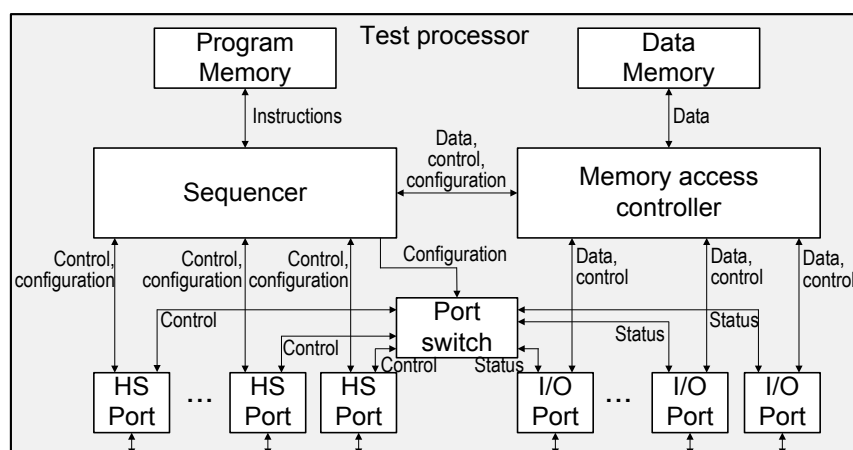 Test processor
Program
Memory
Data
Memory
Instructions
Data
Data,
control,
configuration
Sequencer
Memory access
controller
Control,
configuration
Control,
configuration
Control,
configuration
Configuration
Data,
control
Data,
control
Data,
control
Port
switch
Control
Control
Control
Status
Status
Status
HS
Port
...
HS
Port
HS
Port
I/O
Port
...
I/O
Port
I/O
Port